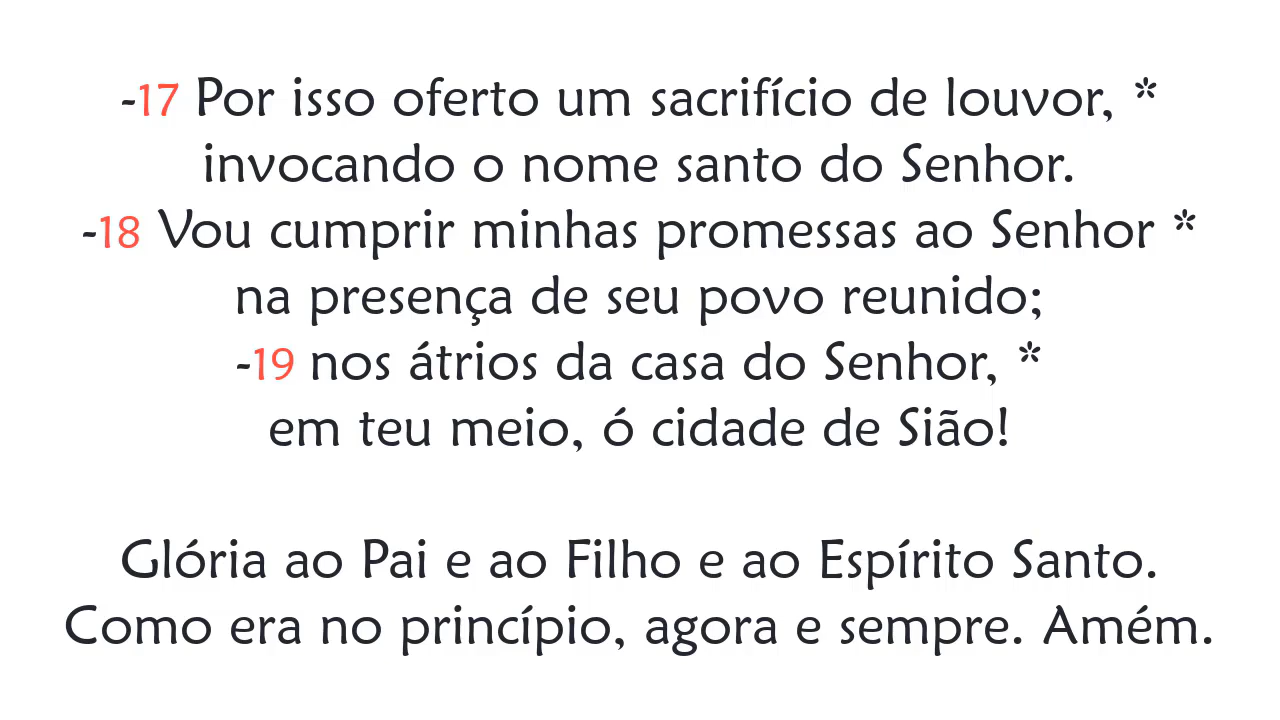 -17 Por isso oferto um sacrifício de louvor, *
invocando o nome santo do Senhor.
-18 Vou cumprir minhas promessas ao Senhor *
na presença de seu povo reunido;
-19 nos átrios da casa do Senhor, *
em teu meio, ó cidade de Sião!
Glória ao Pai e ao Filho e ao Espírito Santo.
Como era no princípio, agora e sempre. Amém.